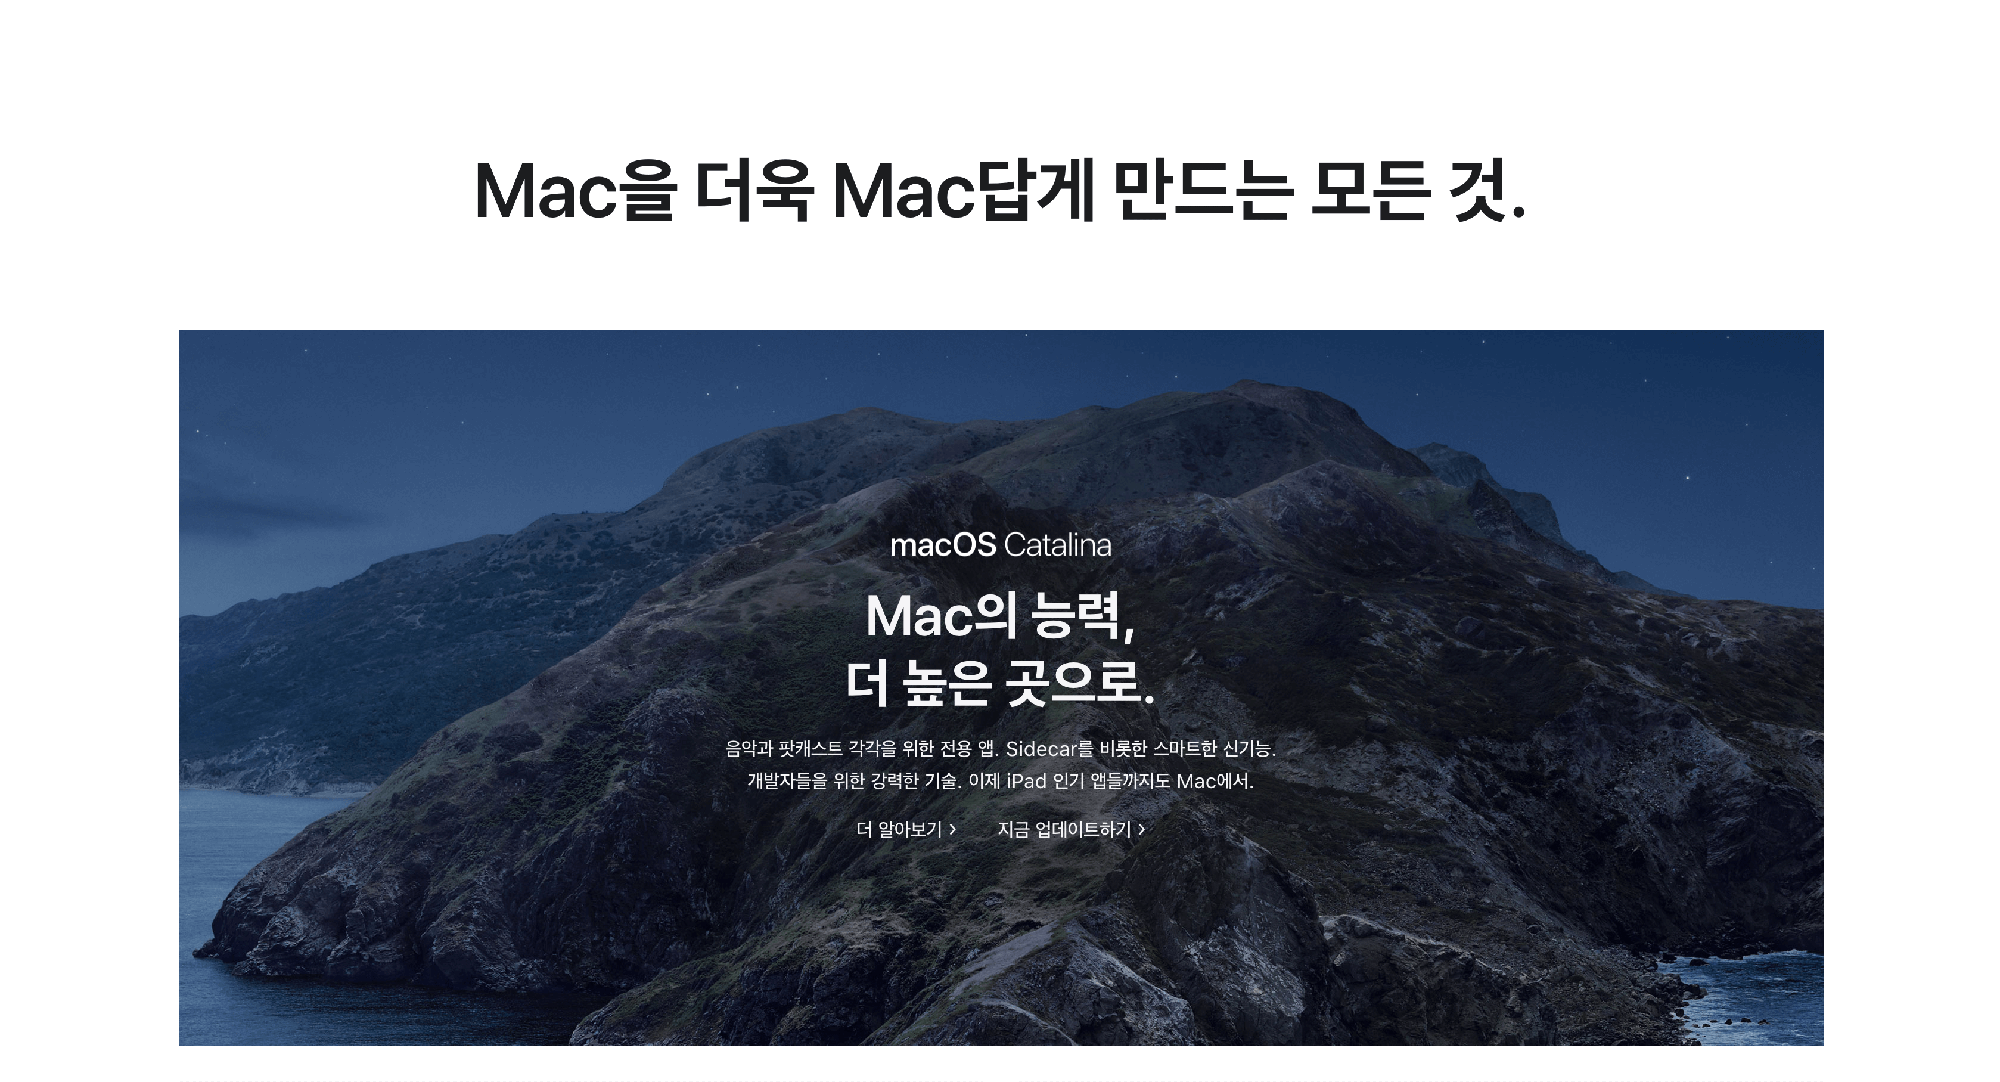 Mac을 더욱 Mac답게 만드는 모든 것.
macOS Catalina
Mac의 능력,
더 높은 곳으로.
음악과 팟캐스트 각각을 위한 전용 앱. Sidecar를 비롯한 스마트한 신기능.
개발자들을 위한 강력한 기술. 이제 iPad 인기 앱들까지도 Mac에서.
더 알아보기 > 지금 업데이트하기 >